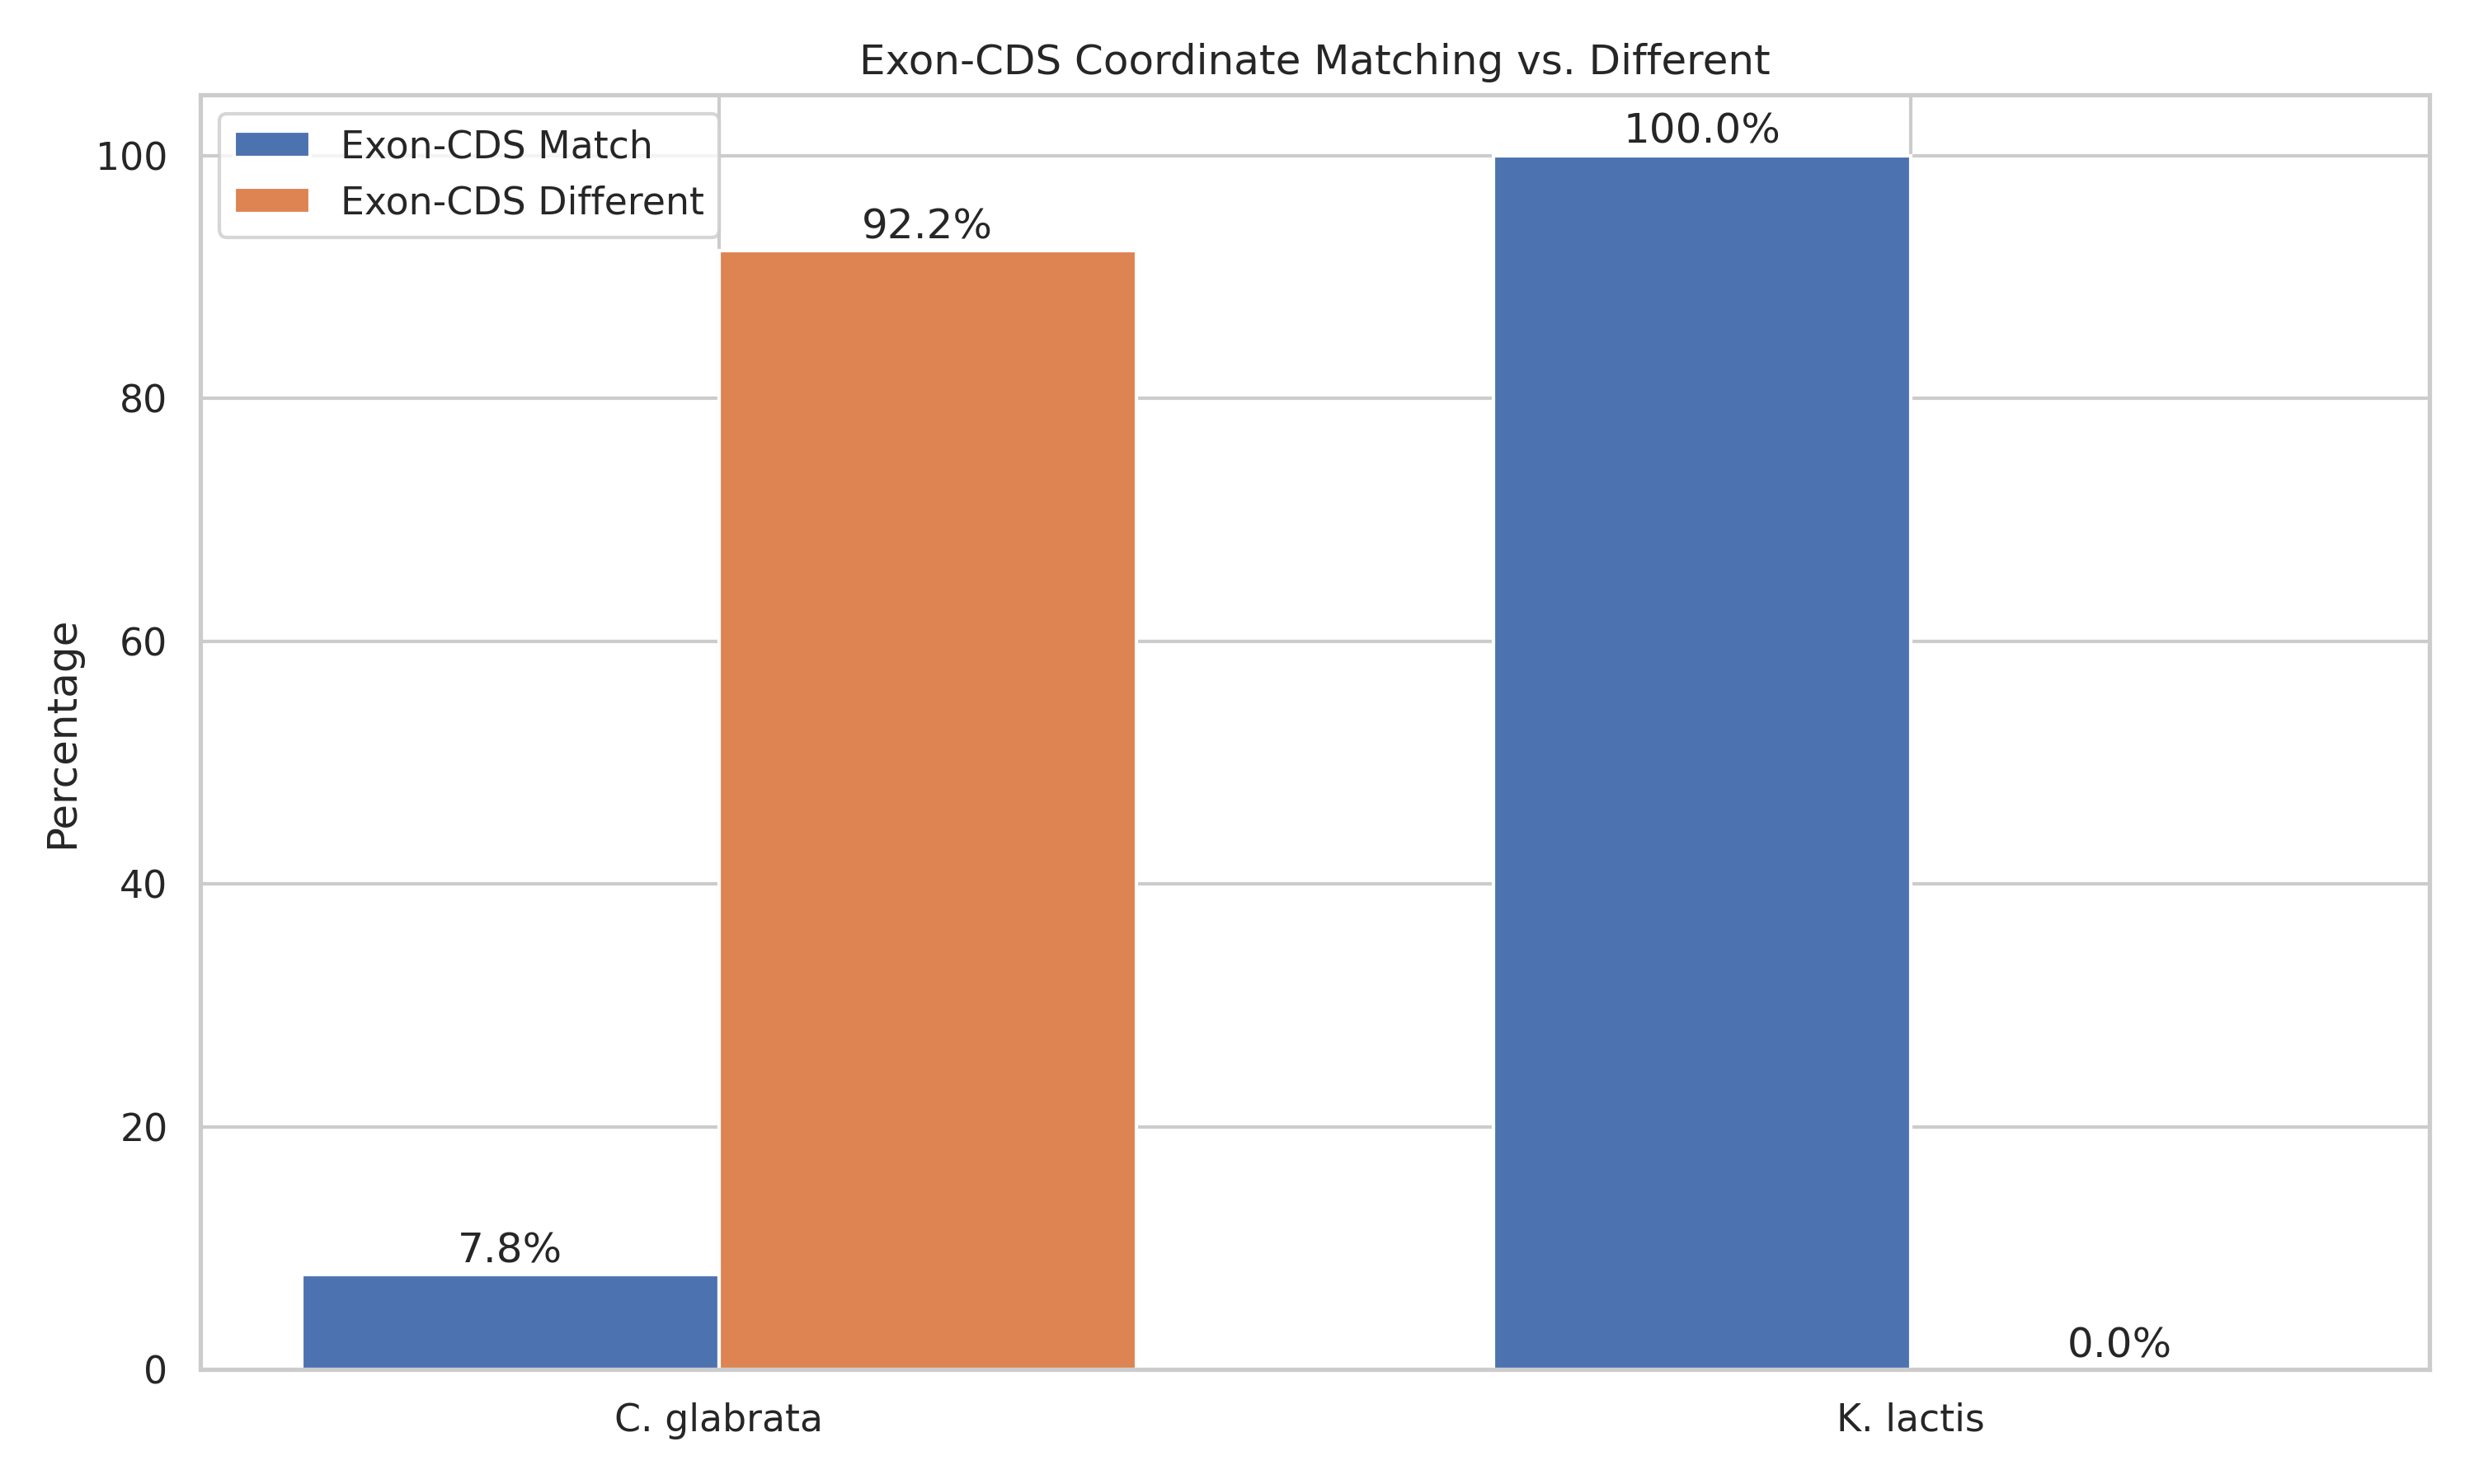 Exon-CDS Coordinate Matching vs. Different
Exon-CDS Match
Exon-CDS Different
100
80
60
40
20
0
Percentage
7.8%
92.2%
100.0%
0.0%
C. glabrata
K. lactis